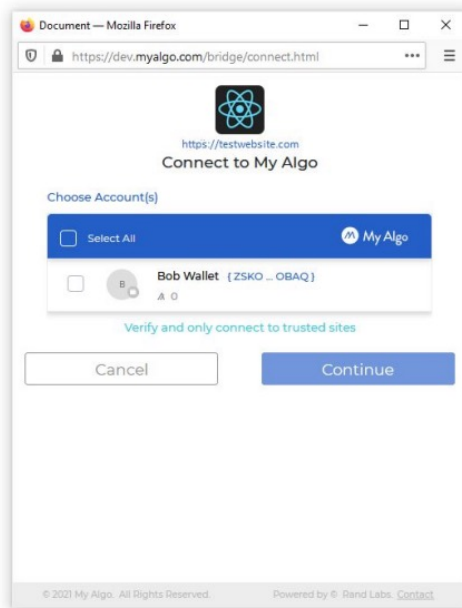 Document — Mozilla Firefox
https://dev.myalgo.com/bridge/connect.html
https://testwebsite.com
Connect to My Algo
Choose Account(s)
Select All My Algo
B Bob Wallet { ZSKO ... OBAQ }
0
Verify and only connect to trusted sites
Cancel Continue
© 2021 My Algo. All Rights Reserved. Powered by © Rand Labs. Contact